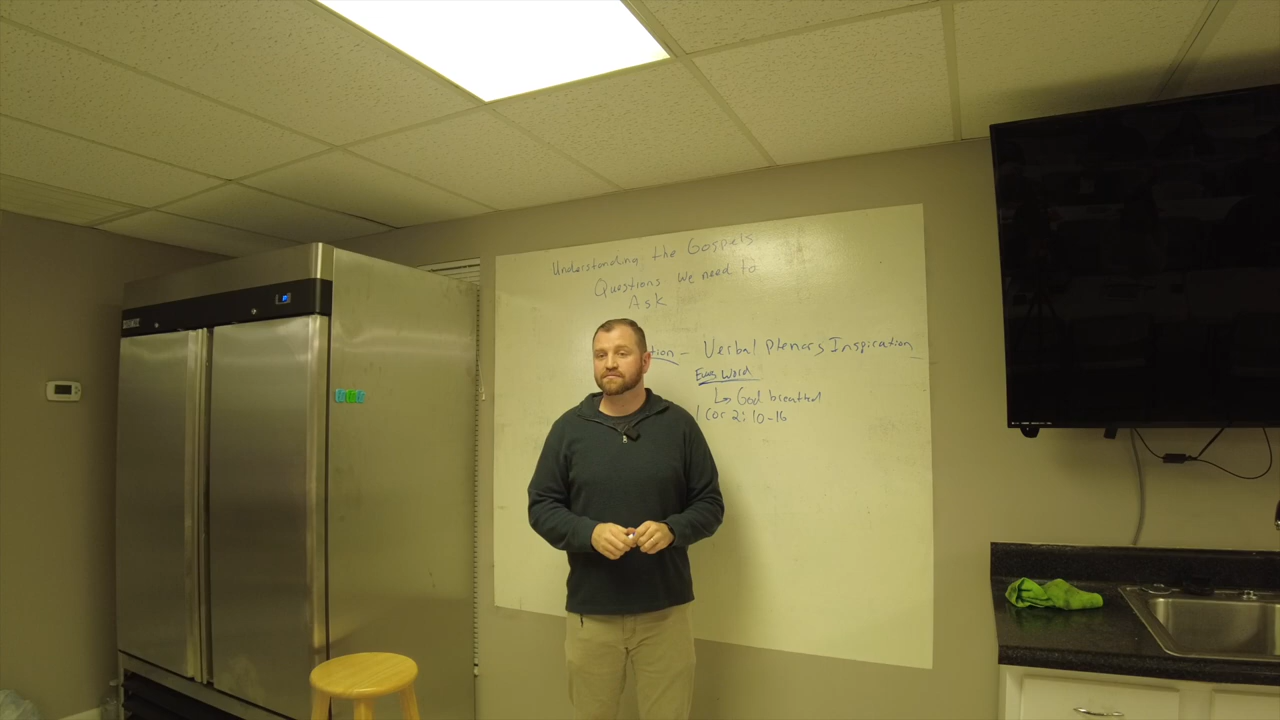 Understanding the Gospels
Questions we need to
Ask
tion - Verbal Plenary Inspiration
Every Word
↳ God breathed
1 Cor 2:10-16